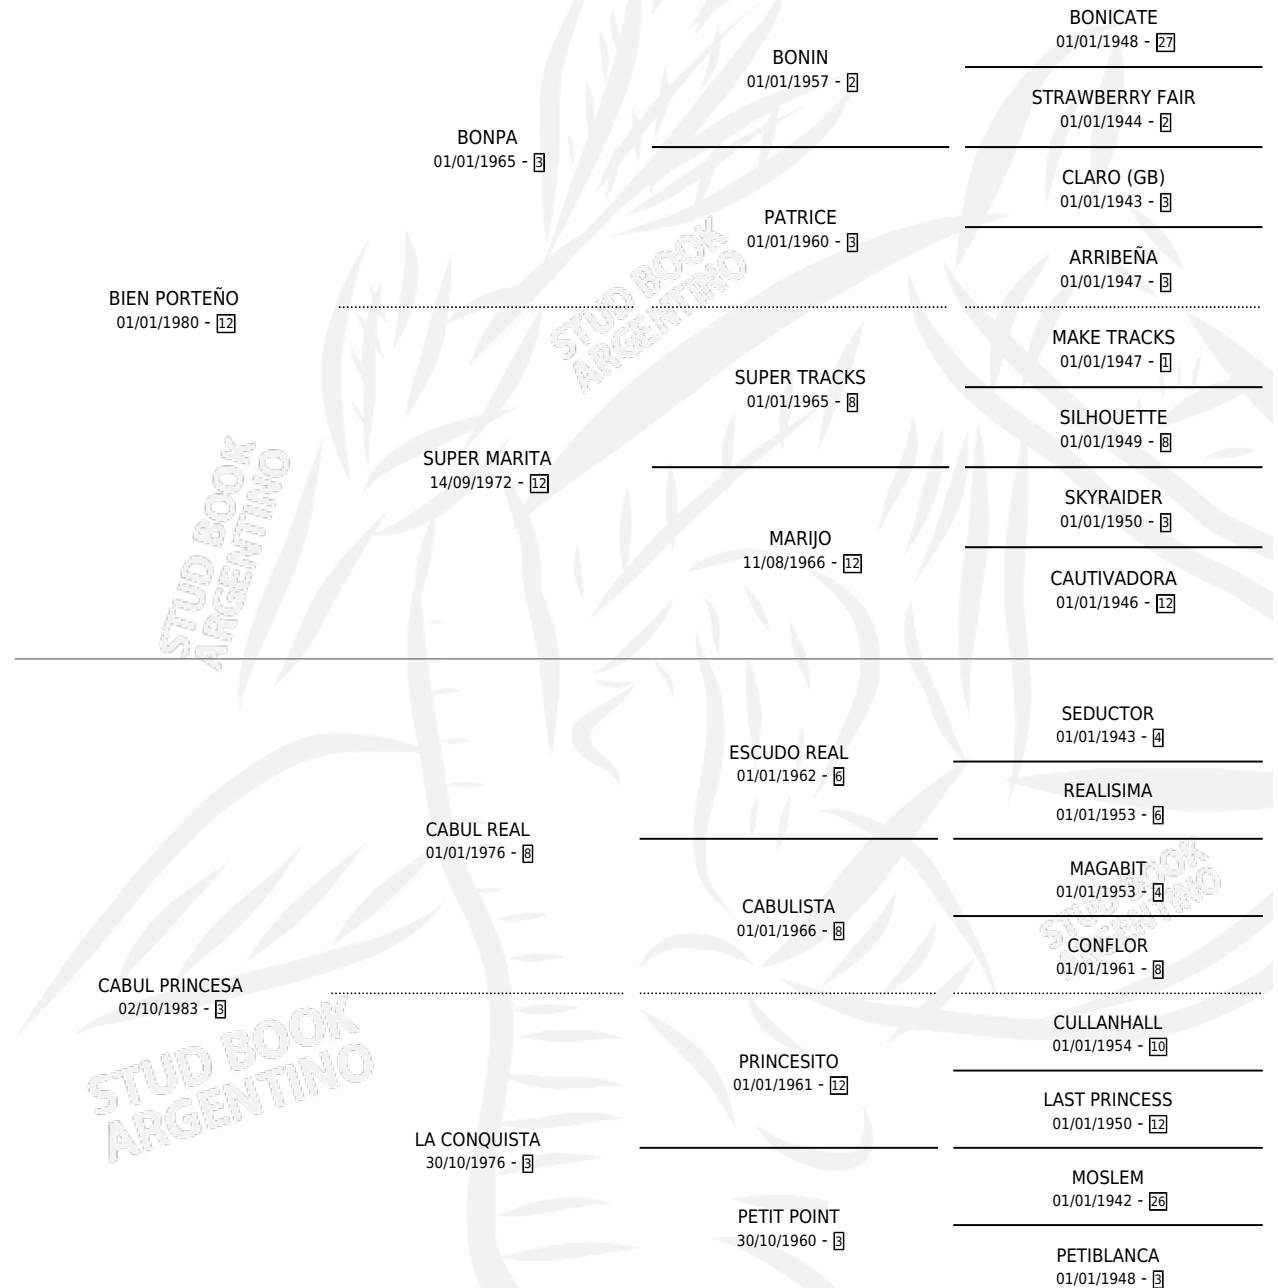 BONICATE
01/01/1948 - 27
BONIN
01/01/1957 - 2
STRAWBERRY FAIR
01/01/1944 - 2
BONPA
01/01/1965 - 3
CLARO (GB)
01/01/1943 - 3
PATRICE
01/01/1960 - 3
ARRIBEÑA
01/01/1947 - 3
BIEN PORTEÑO
01/01/1980 - 12
MAKE TRACKS
01/01/1947 - 1
SUPER TRACKS
01/01/1965 - 8
SILHOUETTE
01/01/1949 - 8
SUPER MARITA
14/09/1972 - 12
SKYRAIDER
01/01/1950 - 3
MARIJO
11/08/1966 - 12
CAUTIVADORA
01/01/1946 - 12
SEDUCTOR
01/01/1943 - 4
ESCUDO REAL
01/01/1962 - 6
REALISIMA
01/01/1953 - 6
CABUL REAL
01/01/1976 - 8
MAGABIT
01/01/1953 - 4
CABULISTA
01/01/1966 - 8
CONFLOR
01/01/1961 - 8
CABUL PRINCESA
02/10/1983 - 3
CULLANHALL
01/01/1954 - 10
PRINCESITO
01/01/1961 - 12
LAST PRINCESS
01/01/1950 - 12
LA CONQUISTA
30/10/1976 - 3
MOSLEM
01/01/1942 - 26
PETIT POINT
30/10/1960 - 3
PETIBLANCA
01/01/1948 - 3
STUD BOOK
ARGENTINO
STUD BOOK
ARGENTINO
STUD BOOK
ARGENTINO
STUD BOOK
ARGENTINO